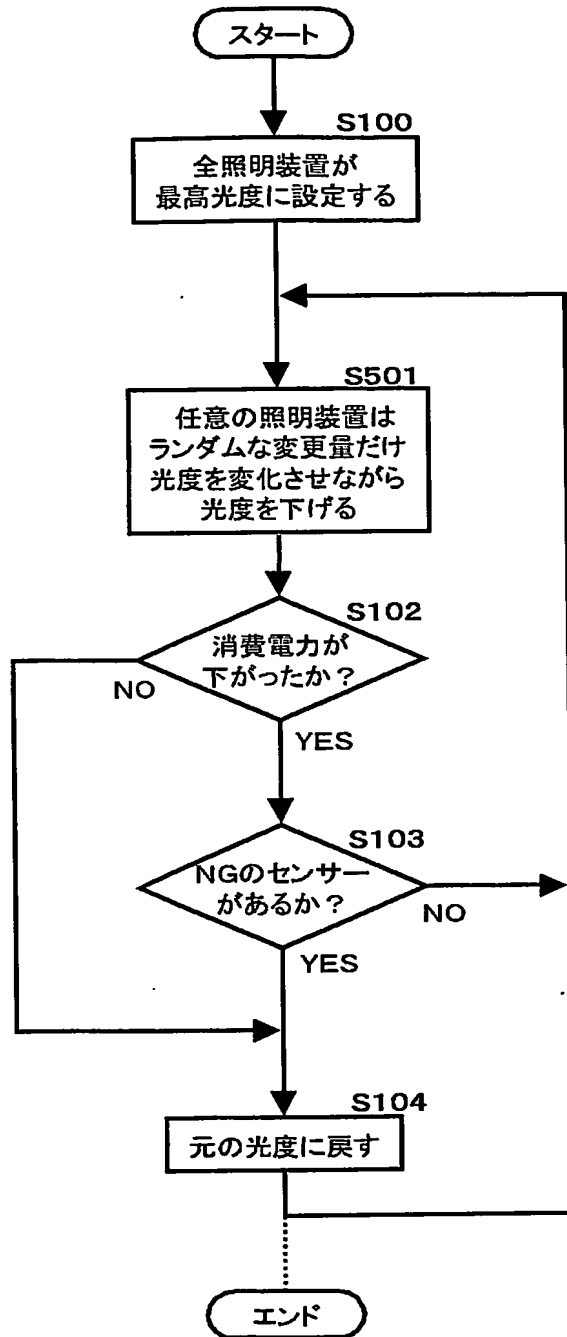 スタート
S100
全照明装置が
最高光度に設定する
S501
任意の照明装置は
ランダムな変更量だけ
光度を変化させながら
光度を下げる
S102
消費電力が
下がったか？
NO
YES
S103
NGのセンサー
があるか？
NO
YES
S104
元の光度に戻す
エンド